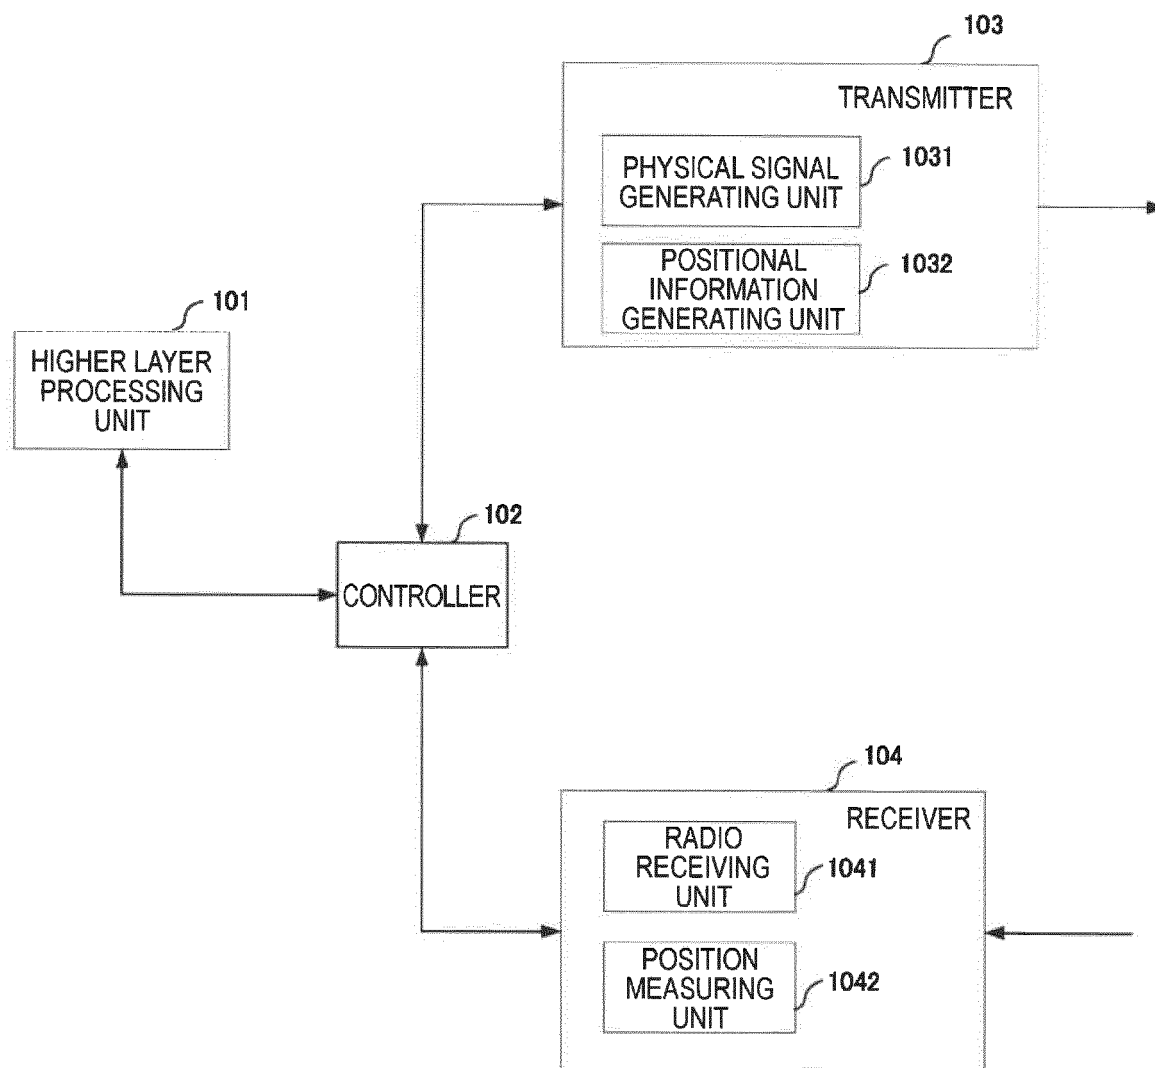 103
TRANSMITTER
PHYSICAL SIGNAL
GENERATING UNIT
1031
POSITIONAL
INFORMATION
GENERATING UNIT
1032
101
HIGHER LAYER
PROCESSING
UNIT
102
CONTROLLER
104
RECEIVER
RADIO
RECEIVING
UNIT
1041
POSITION
MEASURING
UNIT
1042